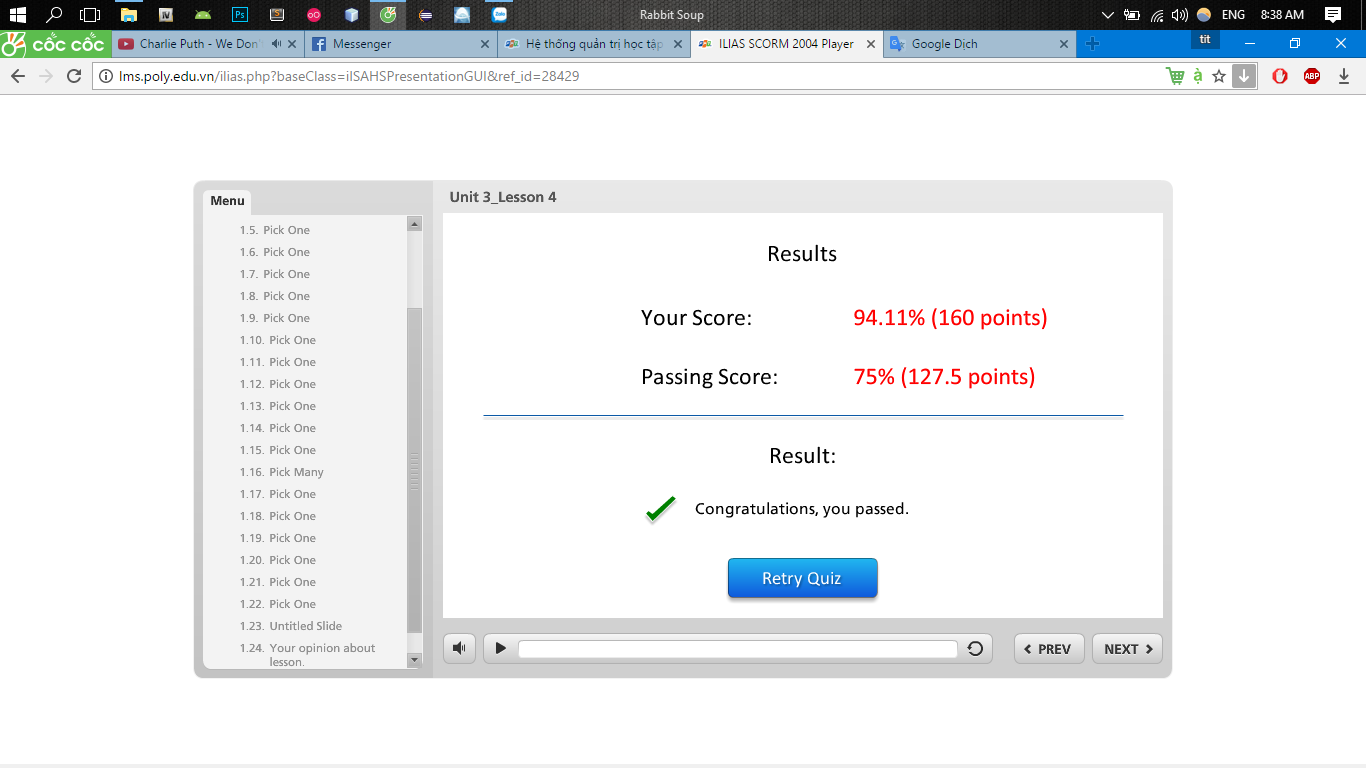 Rabbit Soup
ENG
8:38 AM
cốc cốc
Charlie Puth - We Don'
Messenger
Hệ thống quản trị học tập
ILIAS SCORM 2004 Player
Google Dịch
tit
lms.poly.edu.vn/ilias.php?baseClass=ilSAHSPresentationGUI&ref_id=28429
ABP
Menu
1.5. Pick One
1.6. Pick One
1.7. Pick One
1.8. Pick One
1.9. Pick One
1.10. Pick One
1.11. Pick One
1.12. Pick One
1.13. Pick One
1.14. Pick One
1.15. Pick One
1.16. Pick Many
1.17. Pick One
1.18. Pick One
1.19. Pick One
1.20. Pick One
1.21. Pick One
1.22. Pick One
1.23. Untitled Slide
1.24. Your opinion about
lesson.
Unit 3_Lesson 4
Results
Your Score: 94.11% (160 points)
Passing Score: 75% (127.5 points)
Result:
Congratulations, you passed.
Retry Quiz
PREV
NEXT